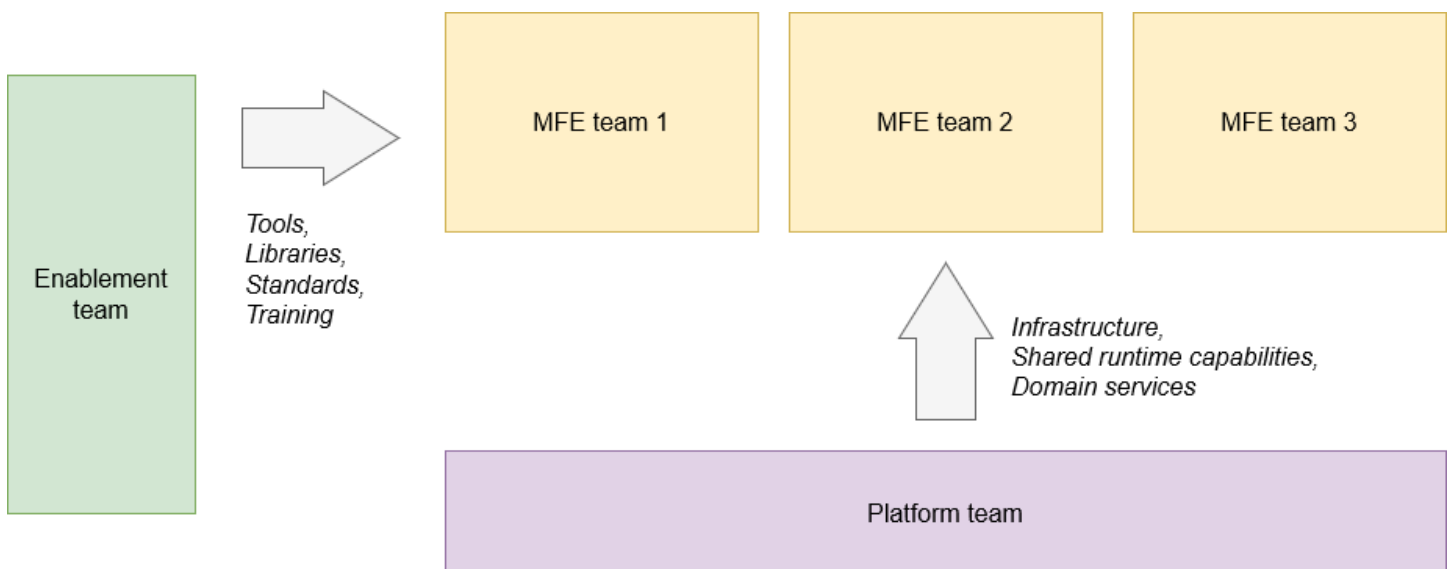 MFE team 1
MFE team 2
MFE team 3
Enablement
team
Tools,
Libraries,
Standards,
Training
Infrastructure,
Shared runtime capabilities,
Domain services
Platform team